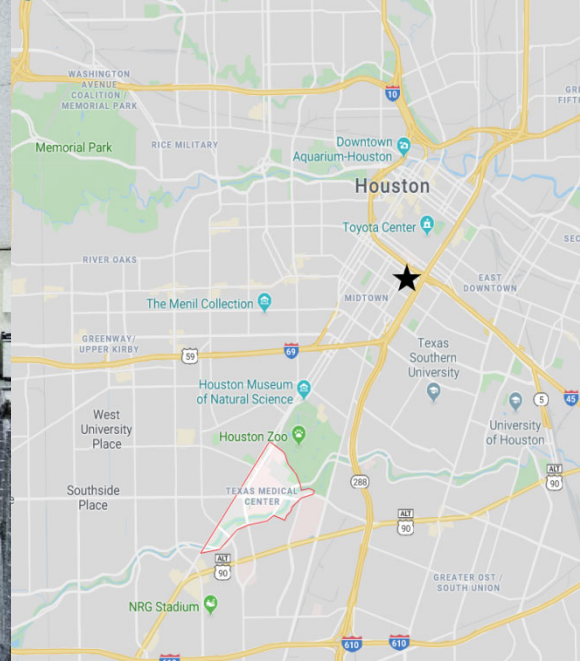 WASHINGTON
AVENUE
COALITION /
MEMORIAL PARK
10
Memorial Park
RICE MILITARY
Downtown
Aquarium-Houston
Houston
Toyota Center
RIVER OAKS
EAST
DOWNTOWN
MIDTOWN
The Menil Collection
GREENWAY/
UPPER KIRBY
59
69
Texas
Southern
University
Houston Museum
of Natural Science
5
45
West
University
Place
University
of Houston
Houston Zoo
ALT
90
288
Southside
Place
TEXAS MEDICAL
CENTER
ALT
90
ALT
90
GREATER OST /
SOUTH UNION
NRG Stadium
610
610